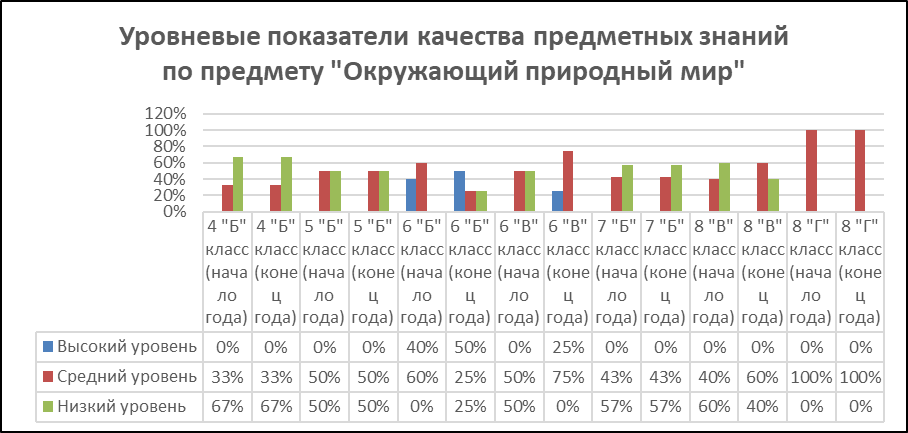 Уровневые показатели качества предметных знаний
по предмету "Окружающий природный мир"
120%
100%
80%
60%
40%
20%
0%
4 "Б" класс (начало года) 4 "Б" класс (конец года) 5 "Б" класс (начало года) 5 "Б" класс (конец года) 6 "Б" класс (начало года) 6 "Б" класс (конец года) 6 "В" класс (начало года) 6 "В" класс (конец года) 7 "Б" класс (начало года) 7 "Б" класс (конец года) 8 "В" класс (начало года) 8 "В" класс (конец года) 8 "Г" класс (начало года) 8 "Г" класс (конец года)
Высокий уровень 0% 0% 0% 0% 40% 50% 0% 25% 0% 0% 0% 0% 0% 0%
Средний уровень 33% 33% 50% 50% 60% 25% 50% 75% 43% 43% 40% 60% 100% 100%
Низкий уровень 67% 67% 50% 50% 0% 25% 50% 0% 57% 57% 60% 40% 0% 0%